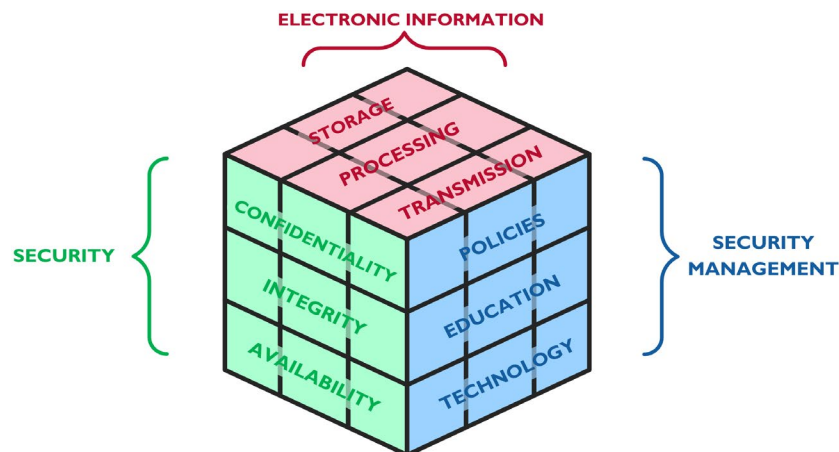 ELECTRONIC INFORMATION
STORAGE
PROCESSING
TRANSMISSION
SECURITY
CONFIDENTIALITY
INTEGRITY
AVAILABILITY
POLICIES
EDUCATION
TECHNOLOGY
SECURITY
MANAGEMENT